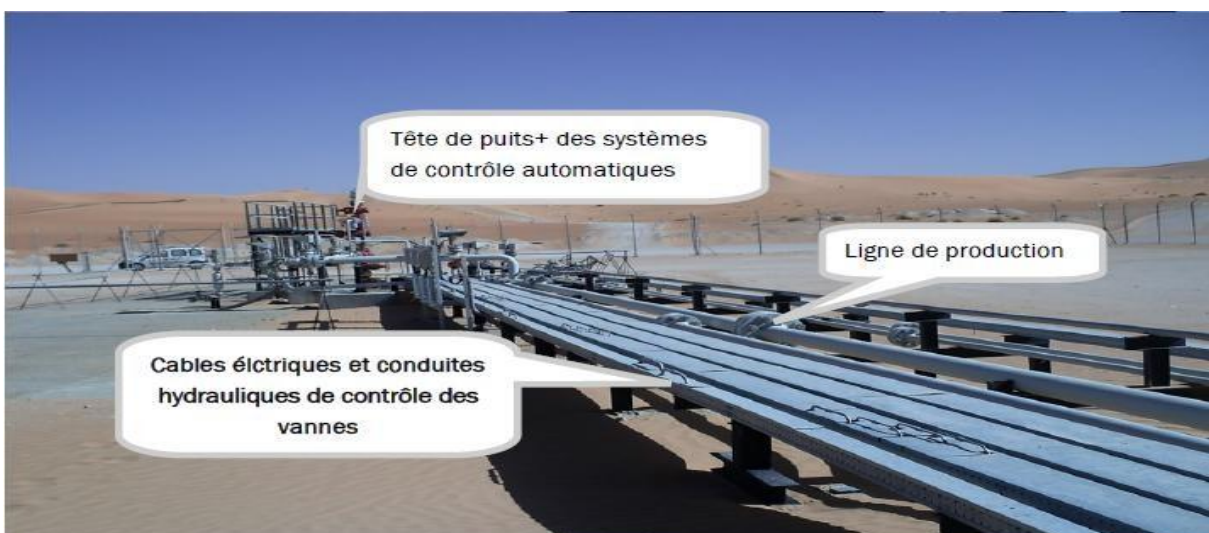 Tête de puits+ des systèmes
de contrôle automatiques
Ligne de production
Cables élctriques et conduites
hydrauliques de contrôle des
vannes